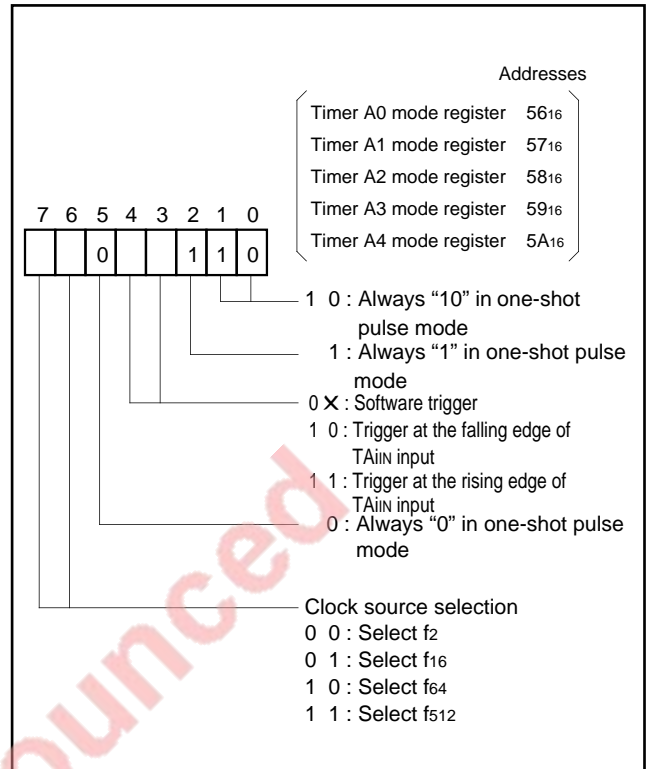 Addresses
Timer A0 mode register 5616
Timer A1 mode register 5716
Timer A2 mode register 5816
Timer A3 mode register 5916
Timer A4 mode register 5A16
7 6 5 4 3 2 1 0
0 1 1 0
1 0 : Always “10” in one-shot
pulse mode
1 : Always “1” in one-shot pulse
mode
0 X : Software trigger
1 0 : Trigger at the falling edge of
TAiIN input
1 1 : Trigger at the rising edge of
TAiIN input
0 : Always “0” in one-shot pulse
mode
Clock source selection
0 0 : Select f2
0 1 : Select f16
1 0 : Select f64
1 1 : Select f512
ounced